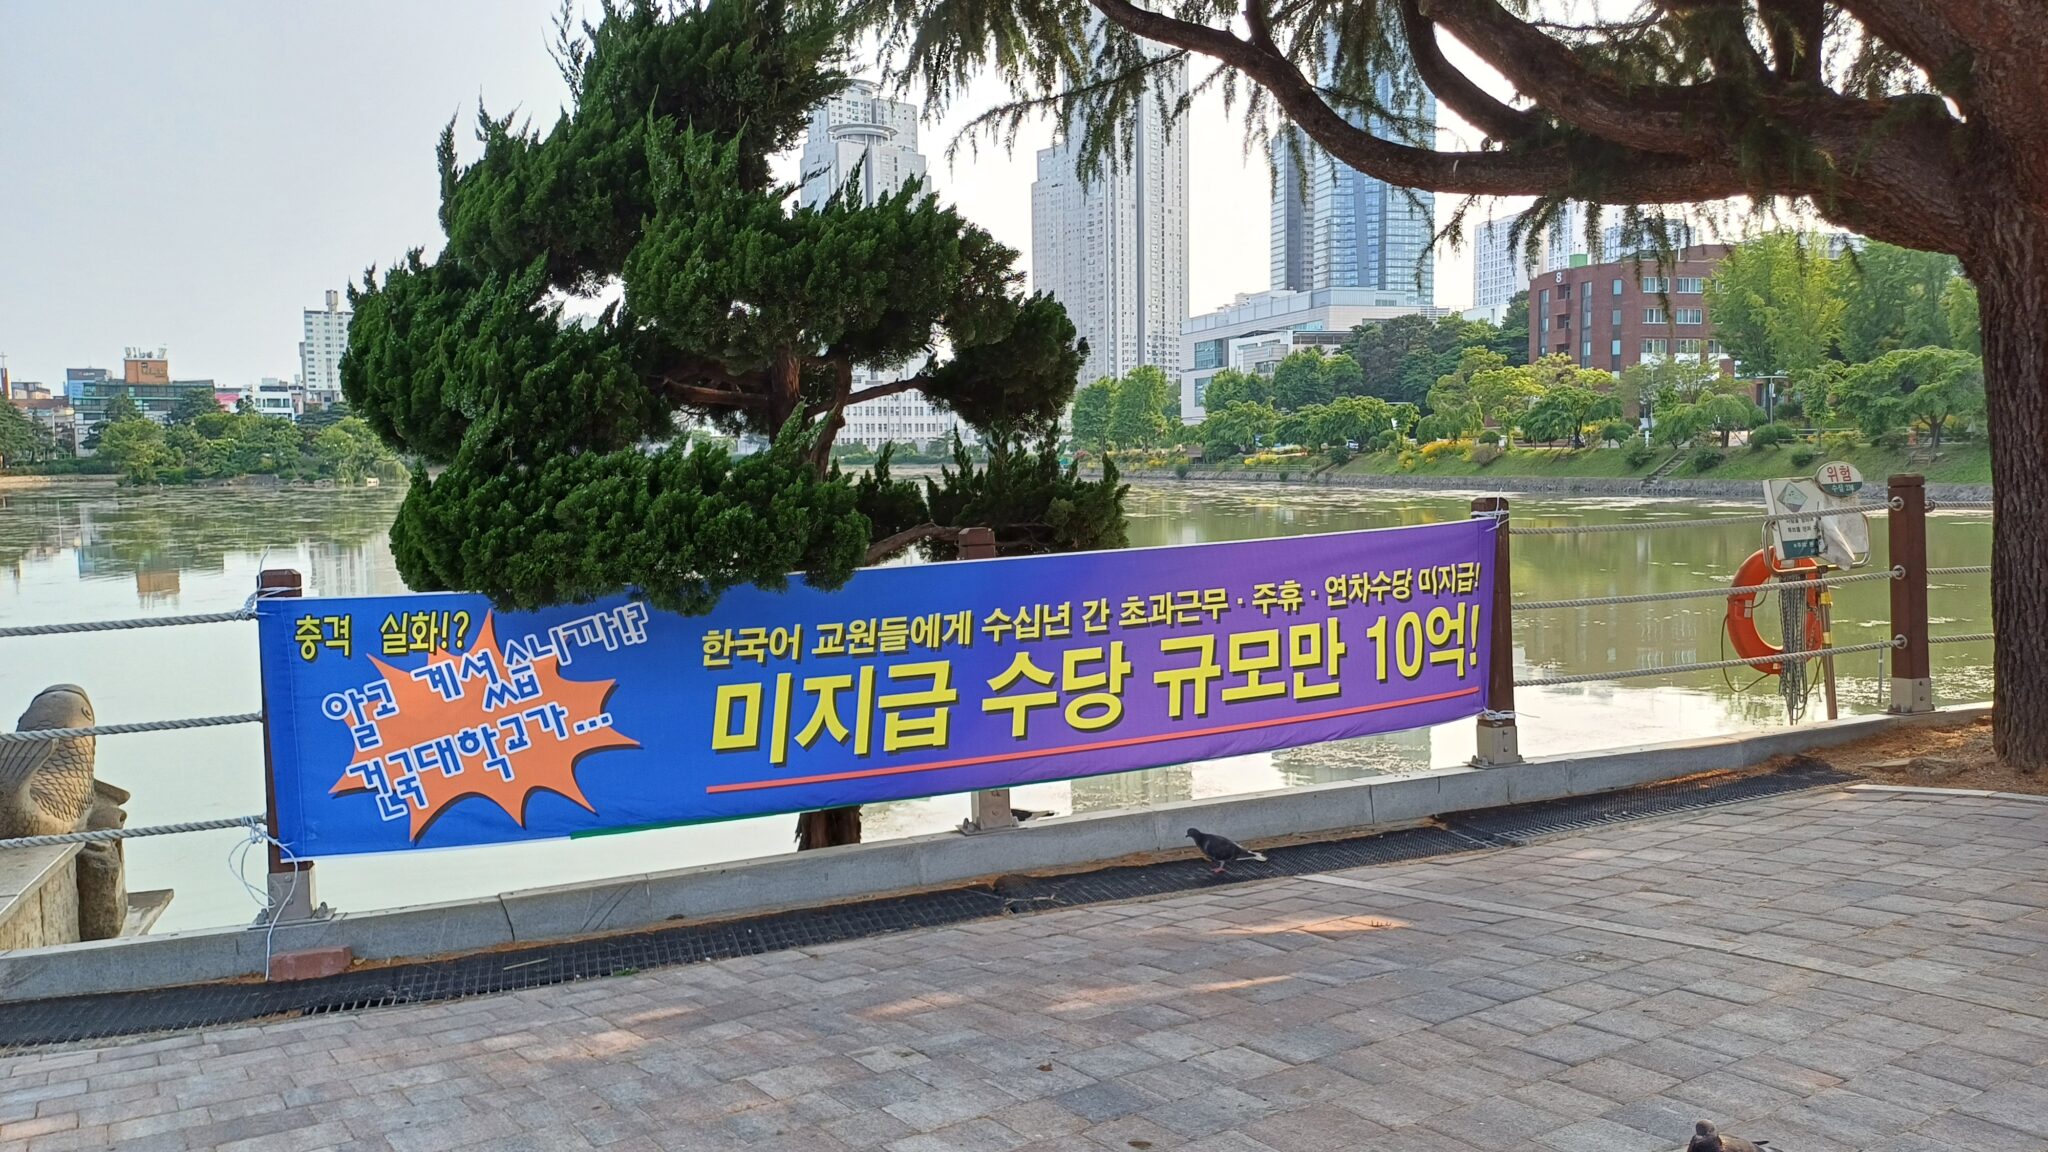 충격 실화!?
알고 계셨습니까!?
건국대학교가...
한국어 교원들에게 수십년 간 초과근무·주휴·연차수당 미지급!
미지급 수당 규모만 10억!
위험
8